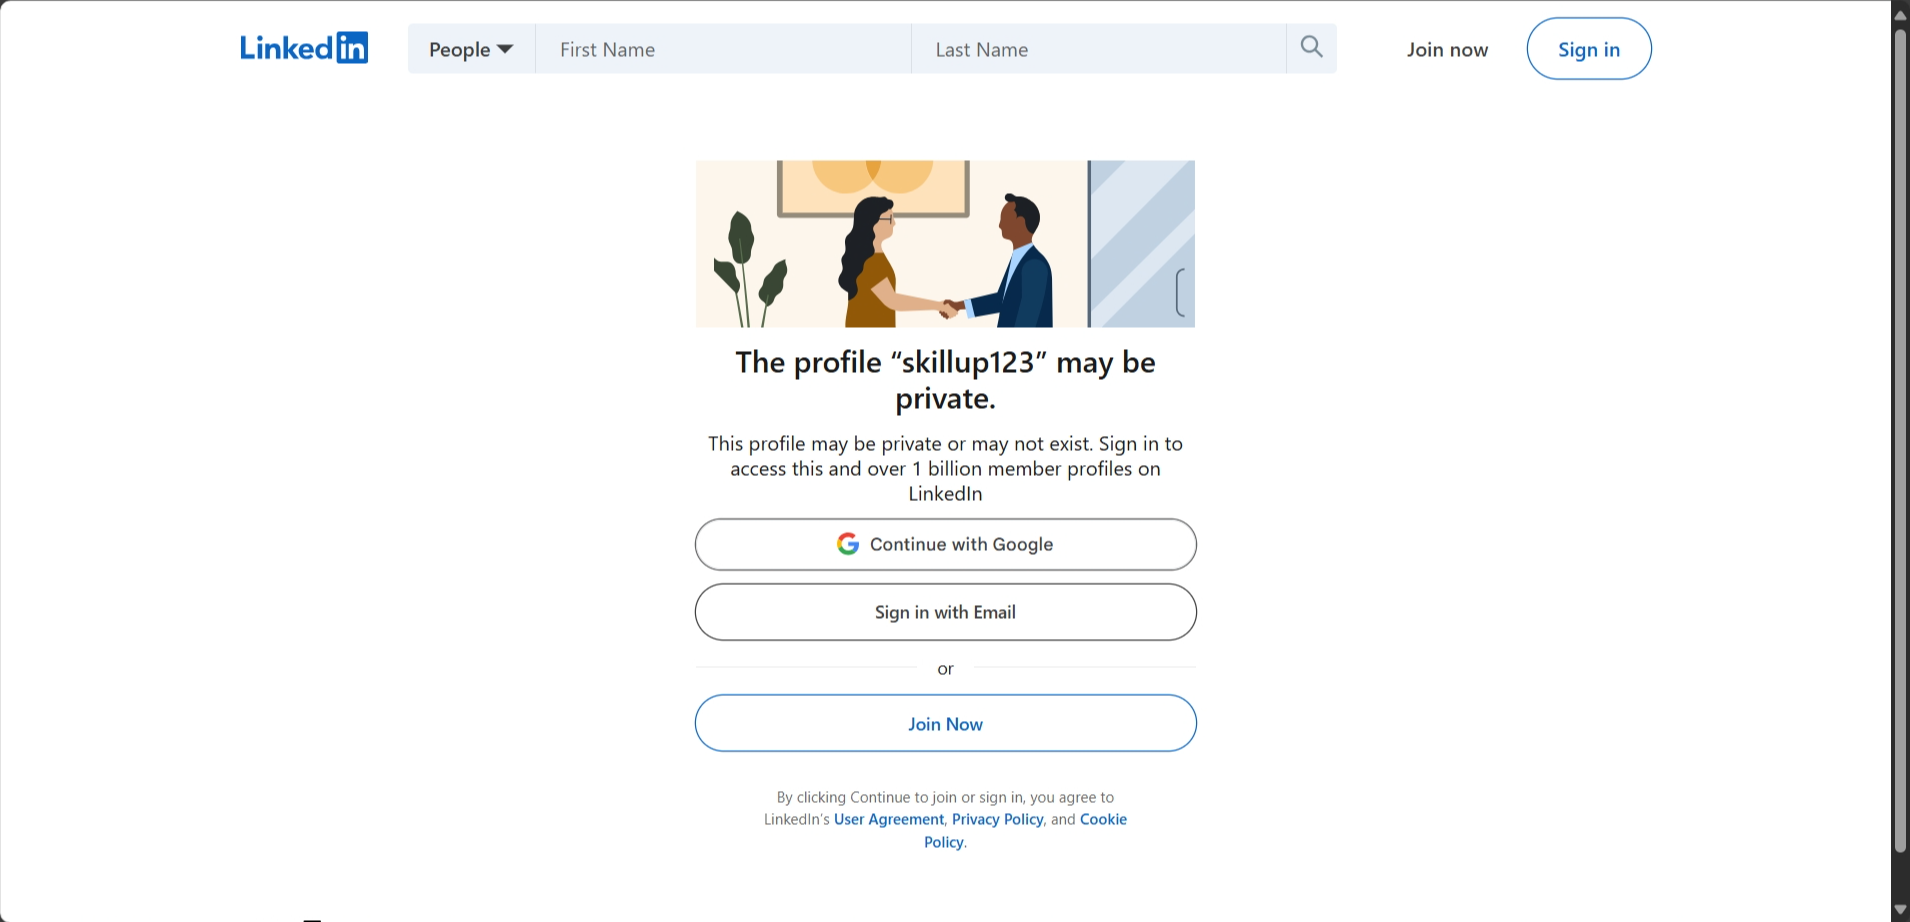 Linked in People First Name Last Name Join now Sign in
The profile “skillup123” may be
private.
This profile may be private or may not exist. Sign in to
access this and over 1 billion member profiles on
LinkedIn
Continue with Google
Sign in with Email
or
Join Now
By clicking Continue to join or sign in, you agree to
LinkedIn’s User Agreement, Privacy Policy, and Cookie
Policy.